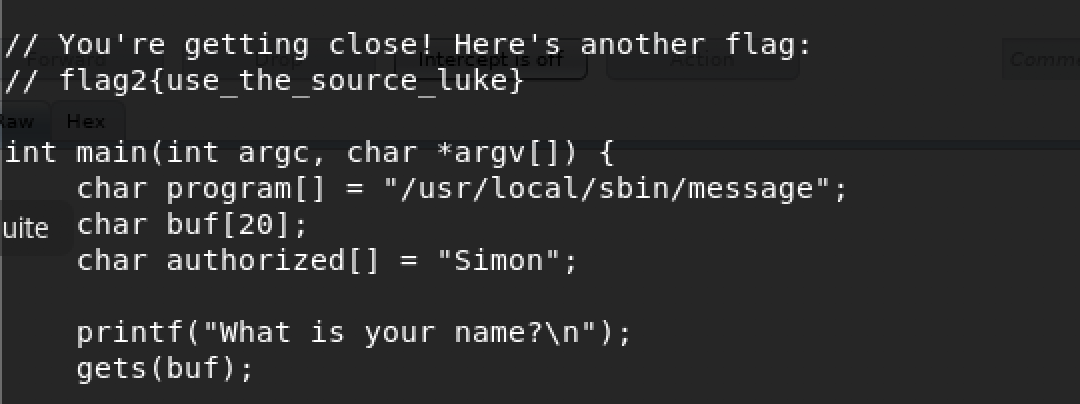 // You're getting close! Here's another flag:
Forward Drop Intercept is off Action Comme
// flag2{use_the_source_luke}
Raw Hex
int main(int argc, char *argv[]) {
char program[] = "/usr/local/sbin/message";
uite char buf[20];
char authorized[] = "Simon";
printf("What is your name?\n");
gets(buf);